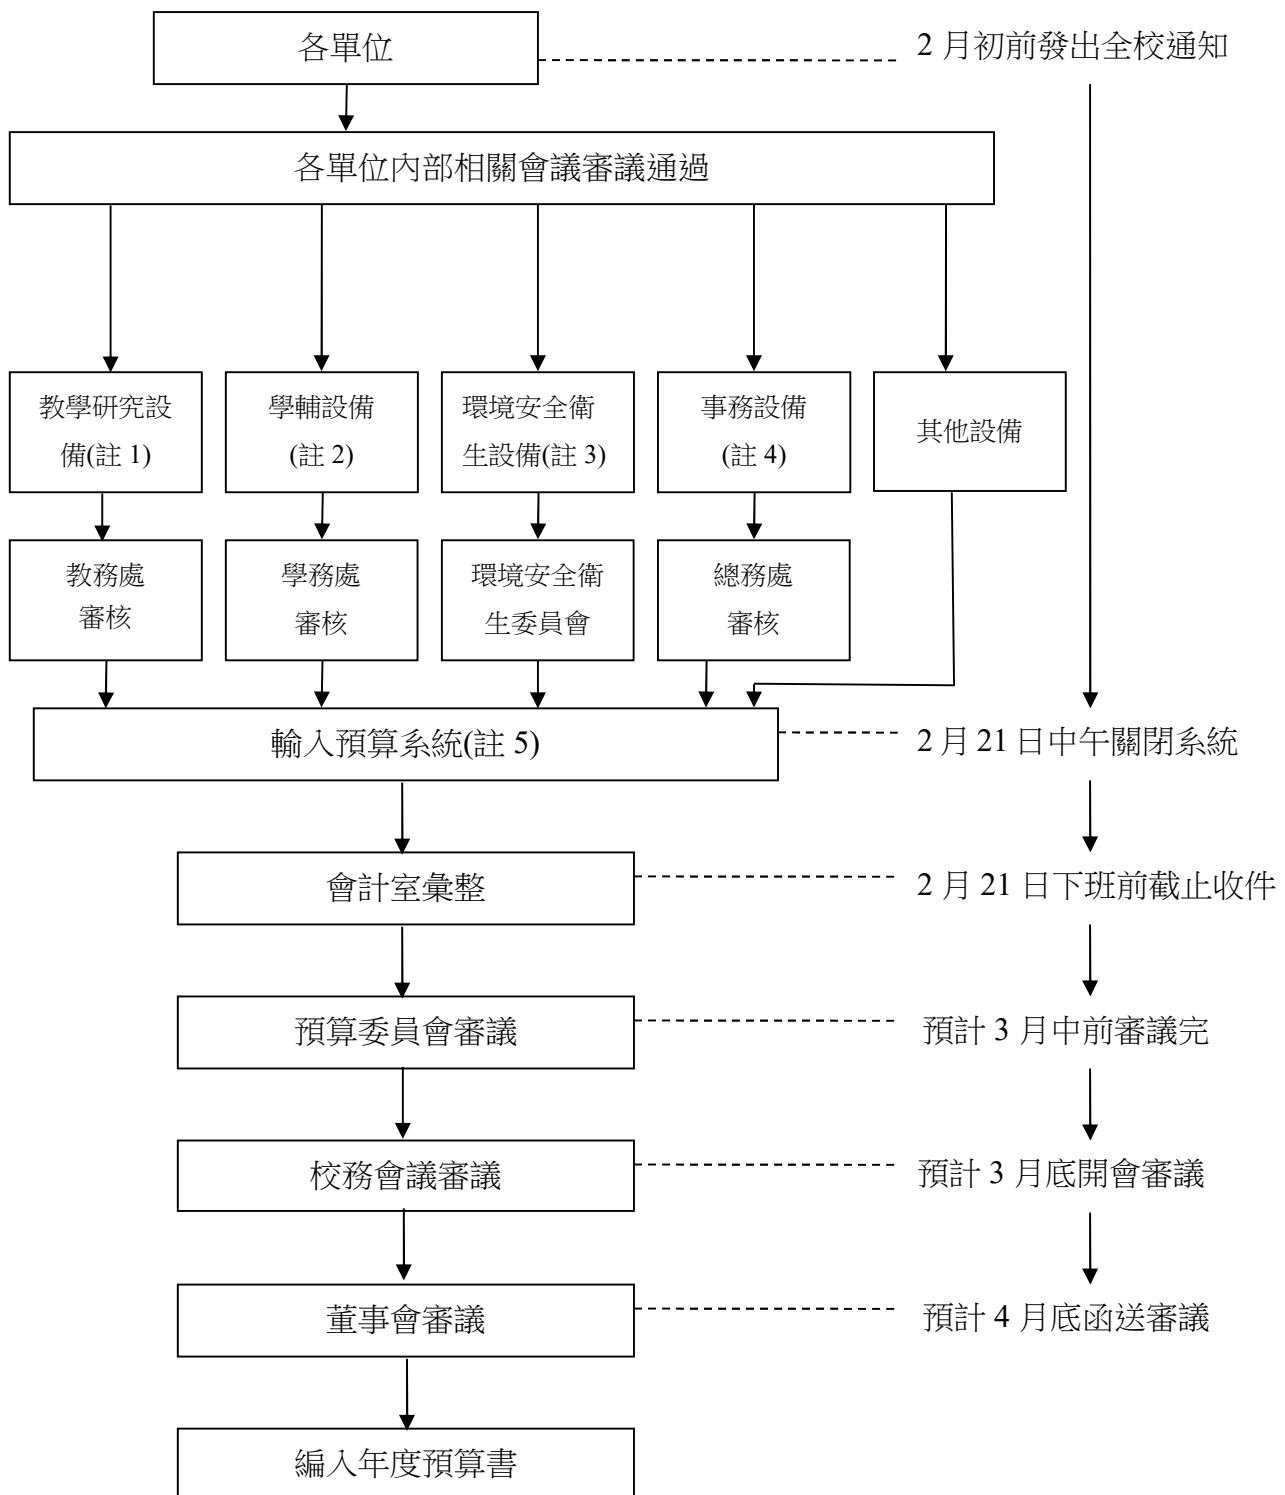 各單位
2 月初前發出全校通知
各單位內部相關會議審議通過
教學研究設
備(註 1)
學輔設備
(註 2)
環境安全衛
生設備(註 3)
事務設備
(註 4)
其他設備
教務處
審核
學務處
審核
環境安全衛
生委員會
總務處
審核
輸入預算系統(註 5)
2 月 21 日中午關閉系統
會計室彙整
2 月 21 日下班前截止收件
預算委員會審議
預計 3 月中前審議完
校務會議審議
預計 3 月底開會審議
董事會審議
預計 4 月底函送審議
編入年度預算書